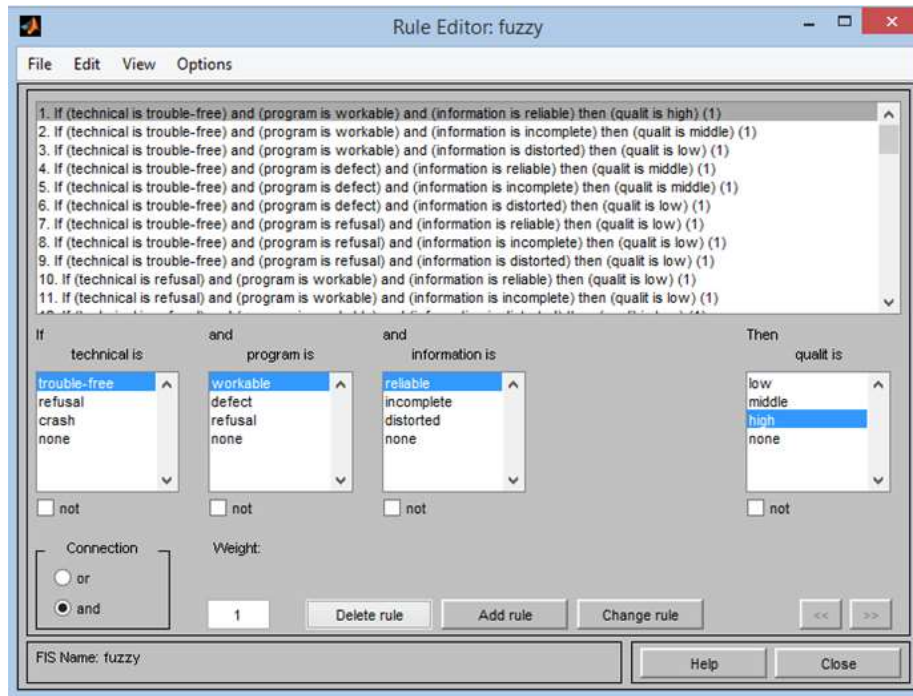 Rule Editor: fuzzy
File Edit View Options
1. If (technical is trouble-free) and (program is workable) and (information is reliable) then (qualit is high) (1)
2. If (technical is trouble-free) and (program is workable) and (information is incomplete) then (qualit is middle) (1)
3. If (technical is trouble-free) and (program is workable) and (information is distorted) then (qualit is low) (1)
4. If (technical is trouble-free) and (program is defect) and (information is reliable) then (qualit is middle) (1)
5. If (technical is trouble-free) and (program is defect) and (information is incomplete) then (qualit is middle) (1)
6. If (technical is trouble-free) and (program is defect) and (information is distorted) then (qualit is low) (1)
7. If (technical is trouble-free) and (program is refusal) and (information is reliable) then (qualit is low) (1)
8. If (technical is trouble-free) and (program is refusal) and (information is incomplete) then (qualit is low) (1)
9. If (technical is trouble-free) and (program is refusal) and (information is distorted) then (qualit is low) (1)
10. If (technical is refusal) and (program is workable) and (information is reliable) then (qualit is low) (1)
11. If (technical is refusal) and (program is workable) and (information is incomplete) then (qualit is low) (1)
If and and Then
technical is program is information is qualit is
trouble-free workable reliable low
refusal defect incomplete middle
crash refusal distorted high
none none none none
not not not not
Connection Weight:
or
and 1 Delete rule Add rule Change rule << >>
FIS Name: fuzzy Help Close